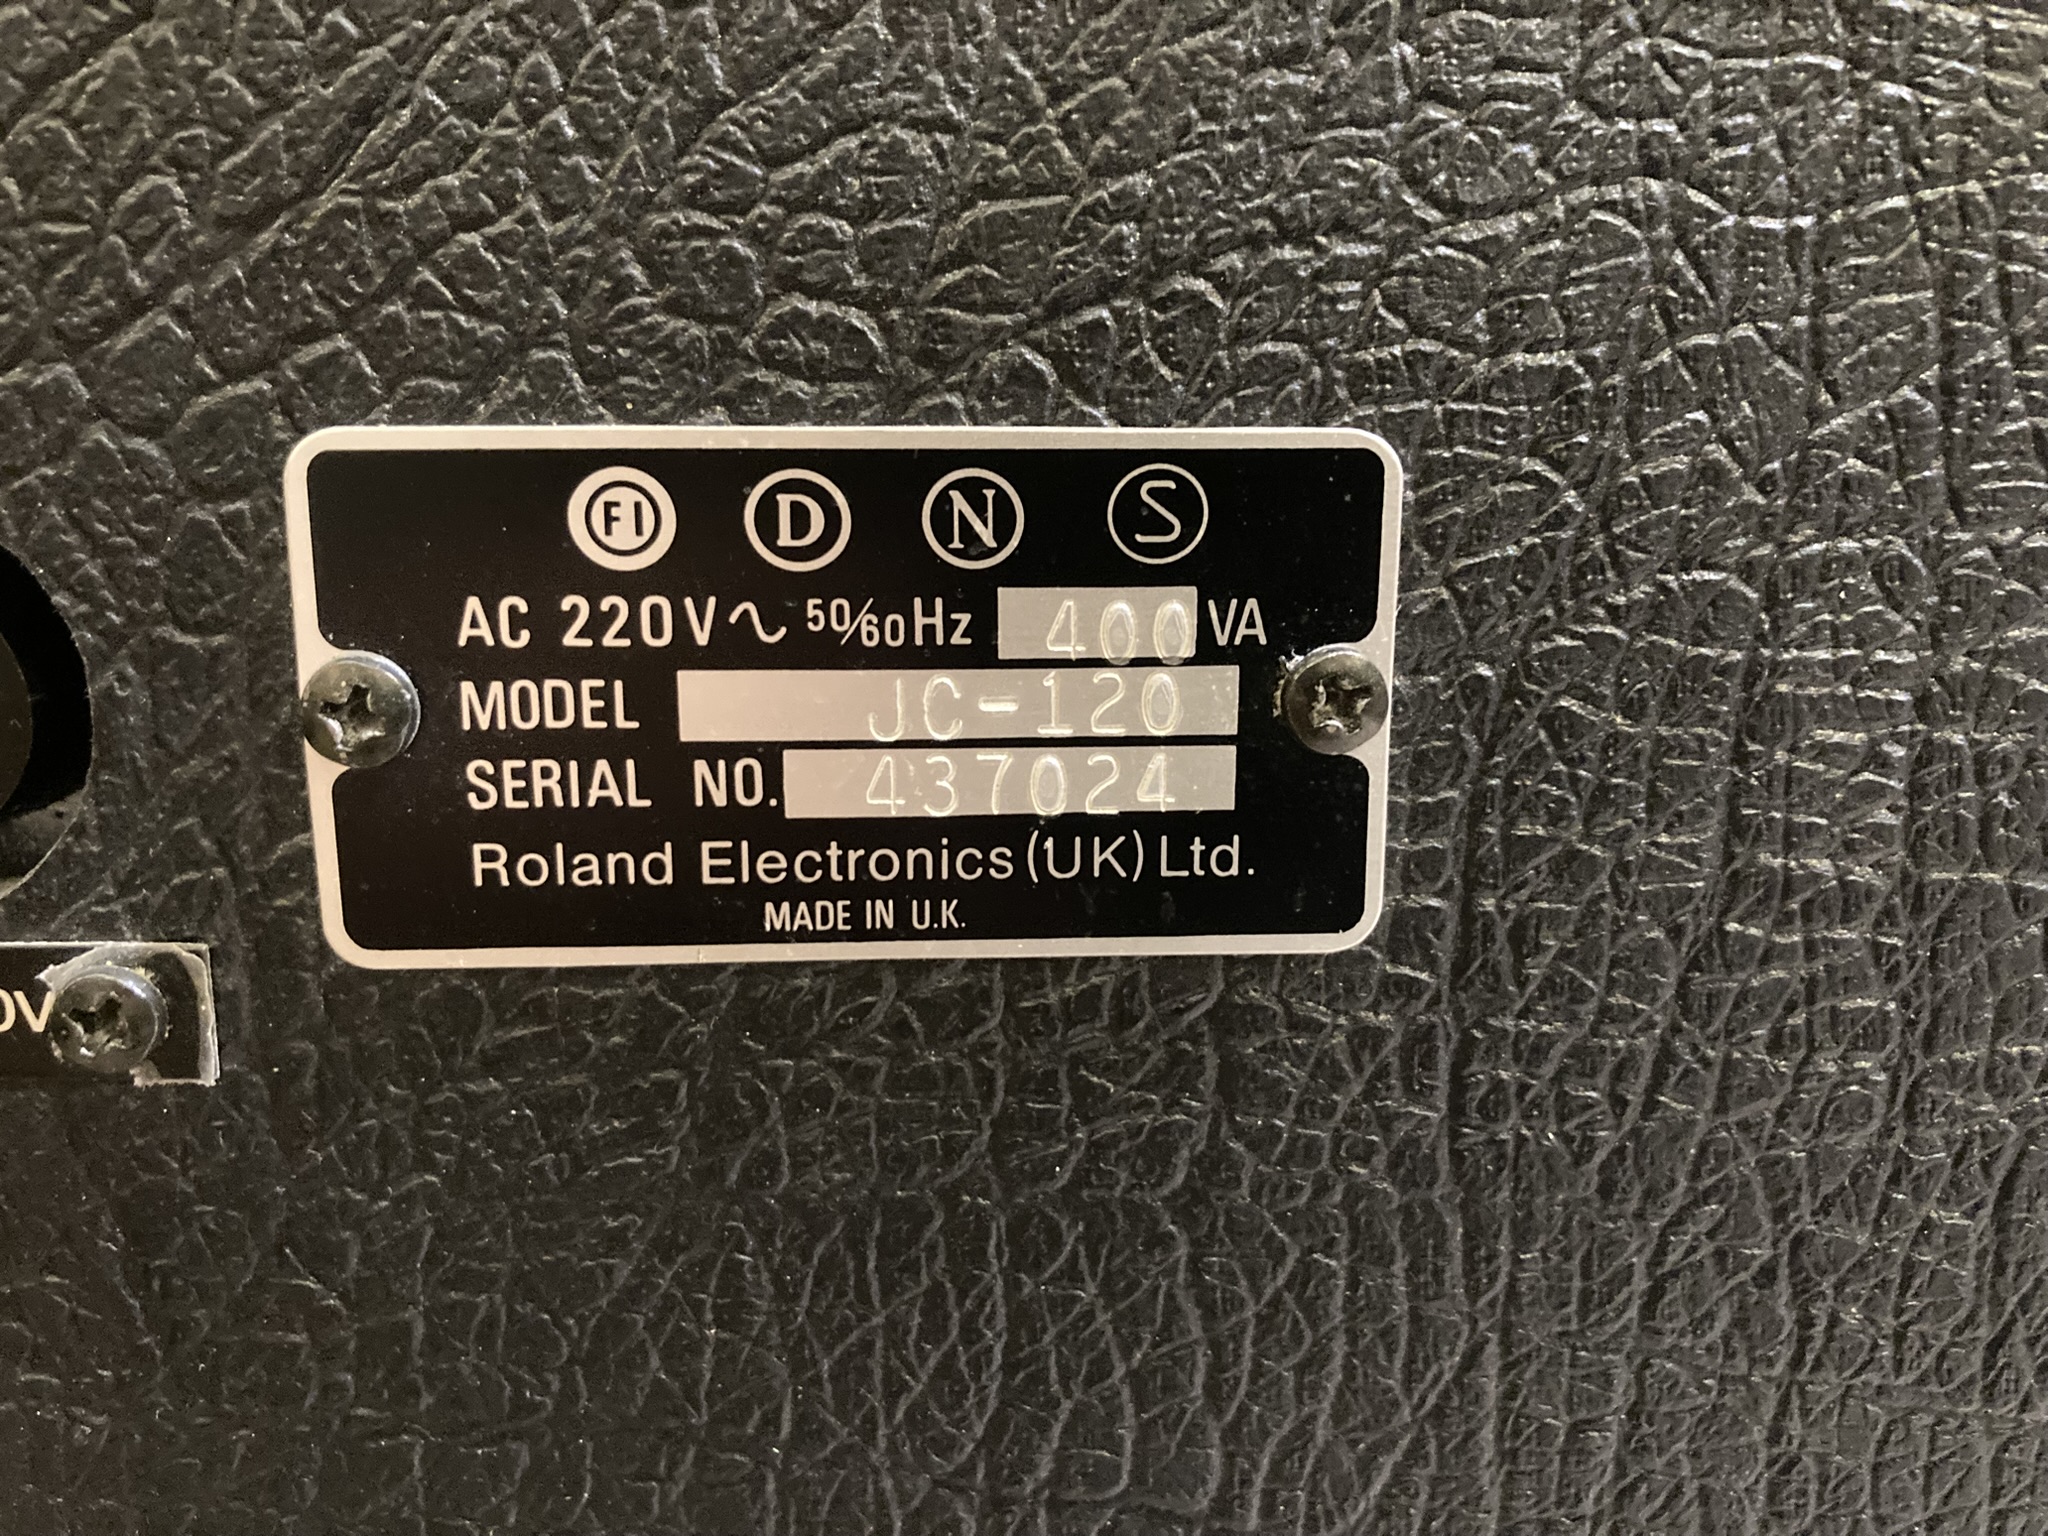 FI D N S
AC 220V~ 50/60Hz 400 VA
MODEL JC-120
SERIAL NO. 437024
Roland Electronics (UK) Ltd.
MADE IN U.K.
0V